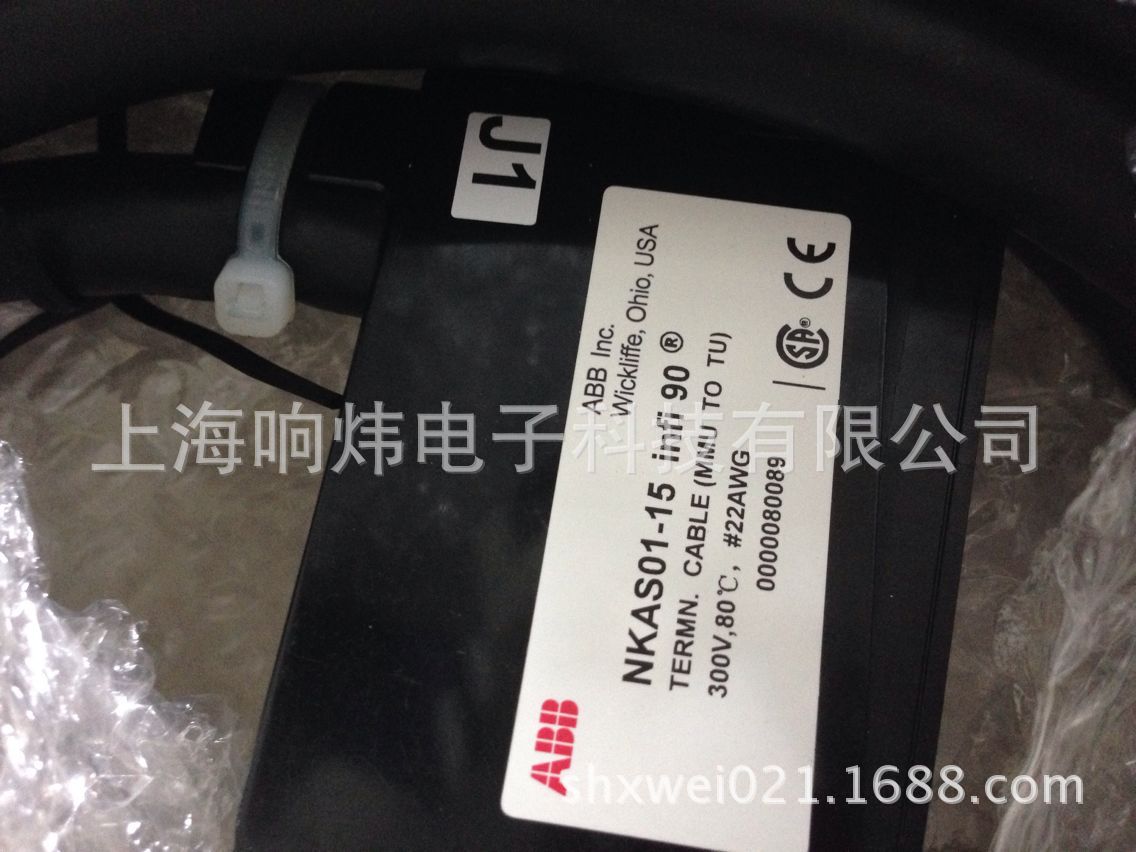 J1
ABB Inc.
Wickliffe, Ohio, USA
NKAS01-15 infi 90 ®
TERMN. CABLE (MMU TO TU)
300V,80℃, #22AWG
0000080089
SA ®
CE
ABB
上海响炜电子科技有限公司
shxwei021.1688.com